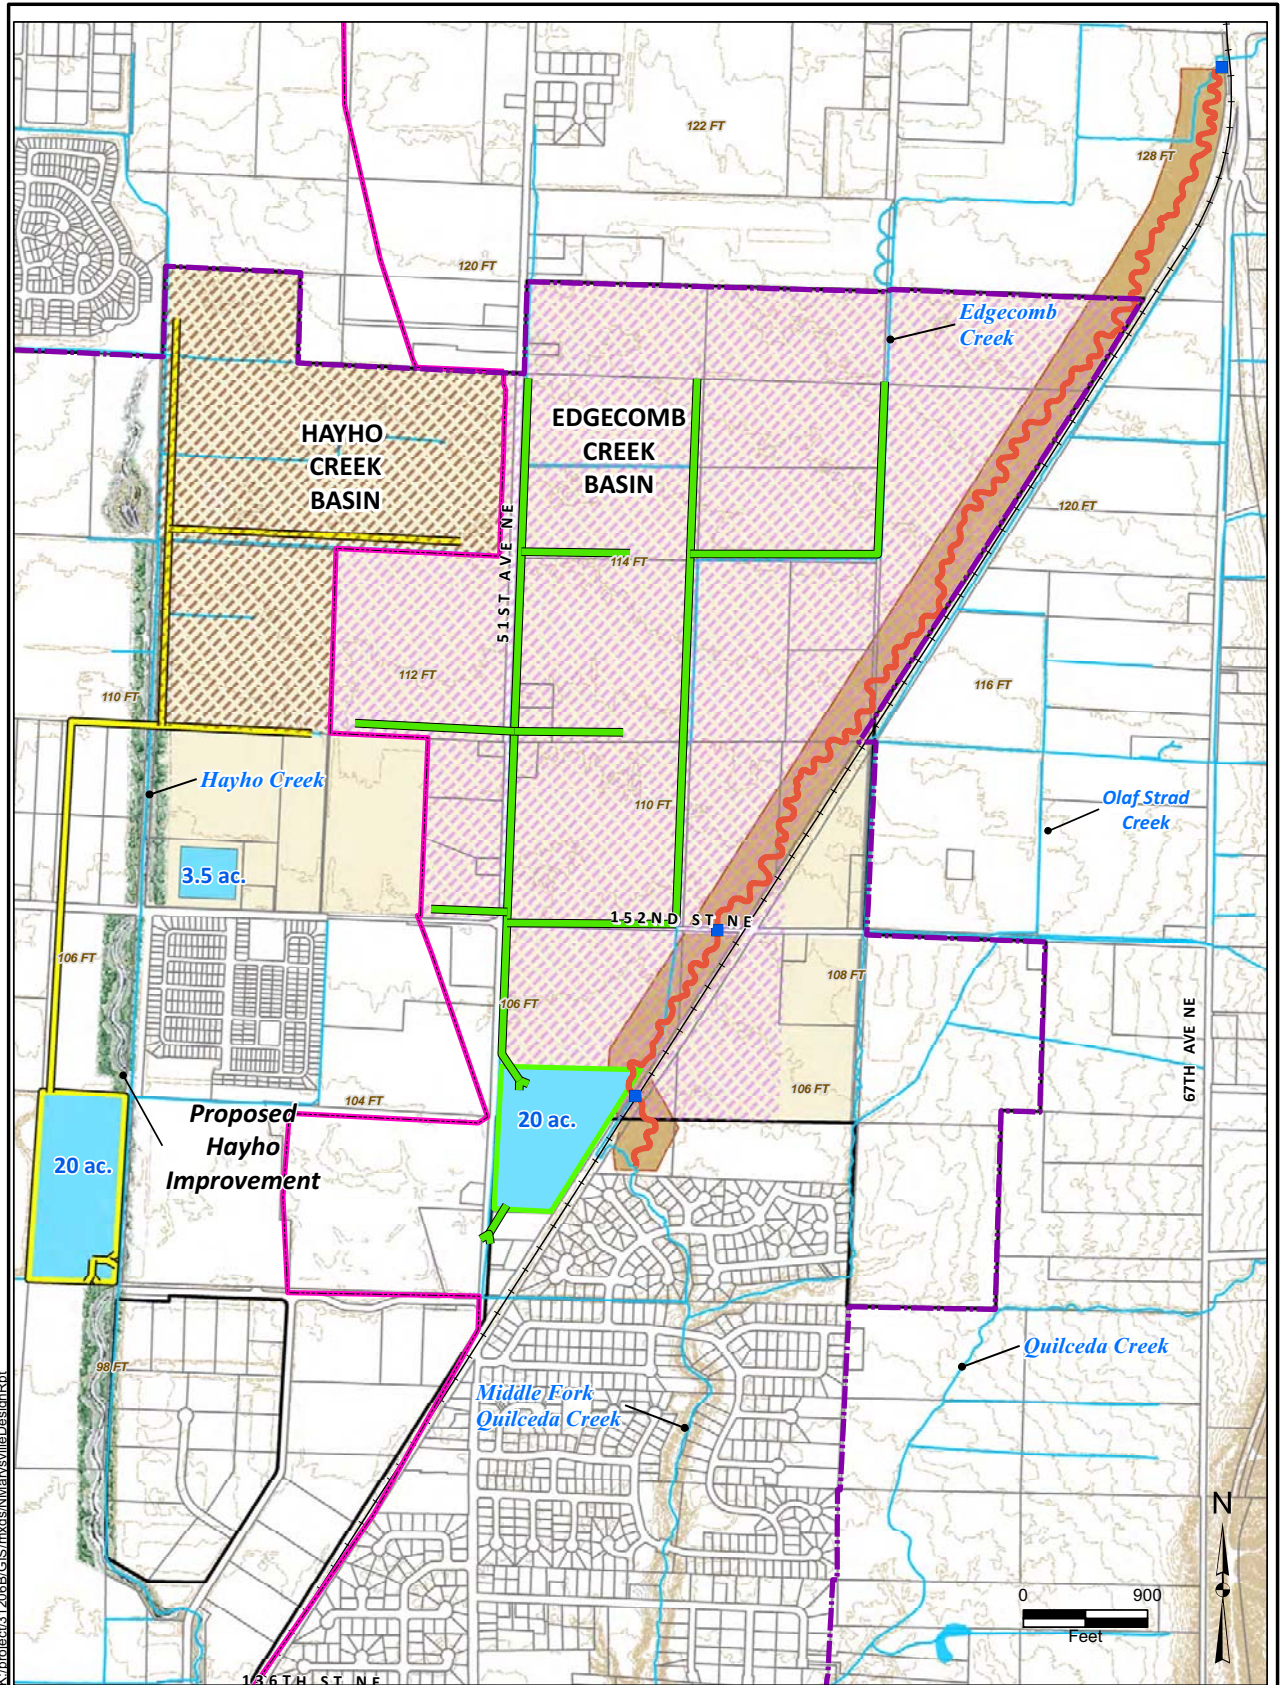 122 FT
128 FT
120 FT
Edgecomb
Creek
HAYHO
CREEK
BASIN
EDGECOMB
CREEK
BASIN
51ST AVE NE
120 FT
114 FT
112 FT
116 FT
110 FT
Hayho Creek
110 FT
Olaf Strad
Creek
3.5 ac.
152ND ST NE
106 FT
108 FT
106 FT
67TH AVE NE
106 FT
104 FT
Proposed
Hayho
Improvement
20 ac.
20 ac.
98 FT
Quilceda Creek
Middle Fork
Quilceda Creek
N
0 900
Feet
136TH ST NE